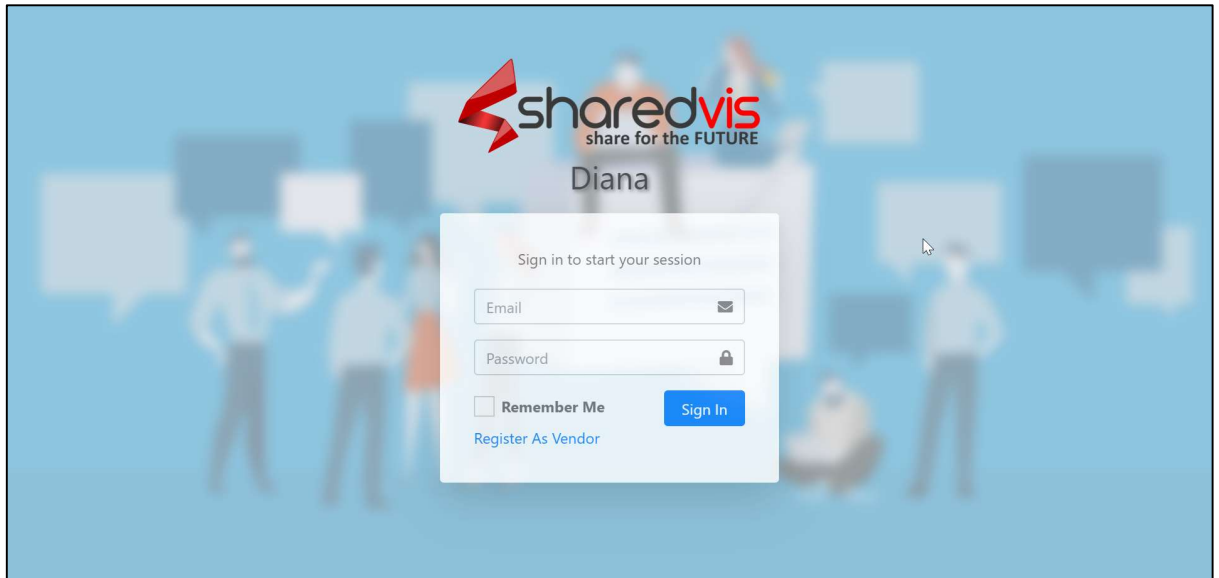 sharedvis
share for the FUTURE
Diana
Sign in to start your session
Email
Password
Remember Me
Sign In
Register As Vendor